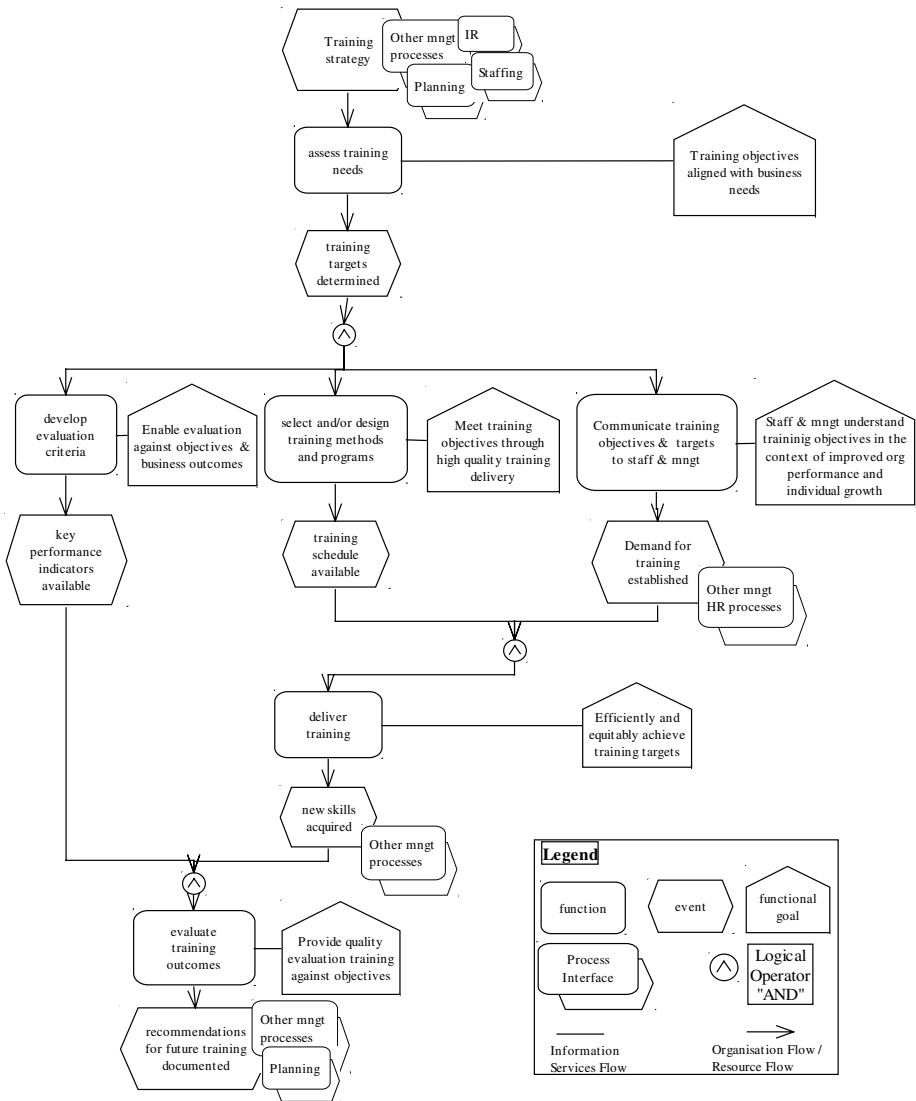 Training
strategy
Other mngt
processes
IR
Planning
Staffing
assess training
needs
Training objectives
aligned with business
needs
training
targets
determined
develop
evaluation
criteria
Enable evaluation
against objectives &
business outcomes
select and/or design
training methods
and programs
Meet training
objectives through
high quality training
delivery
Communicate training
objectives & targets
to staff & mngt
Staff & mngt understand
traininig objectives in the
context of improved org
performance and
individual growth
key
performance
indicators
available
training
schedule
available
Demand for
training
established
Other mngt
HR processes
deliver
training
Efficiently and
equitably achieve
training targets
new skills
acquired
Other mngt
processes
evaluate
training
outcomes
Provide quality
evaluation training
against objectives
recommendations
for future training
documented
Other mngt
processes
Planning
Legend
function
event
functional
goal
Process
Interface
Logical
Operator
"AND"
Information
Services Flow
Organisation Flow /
Resource Flow